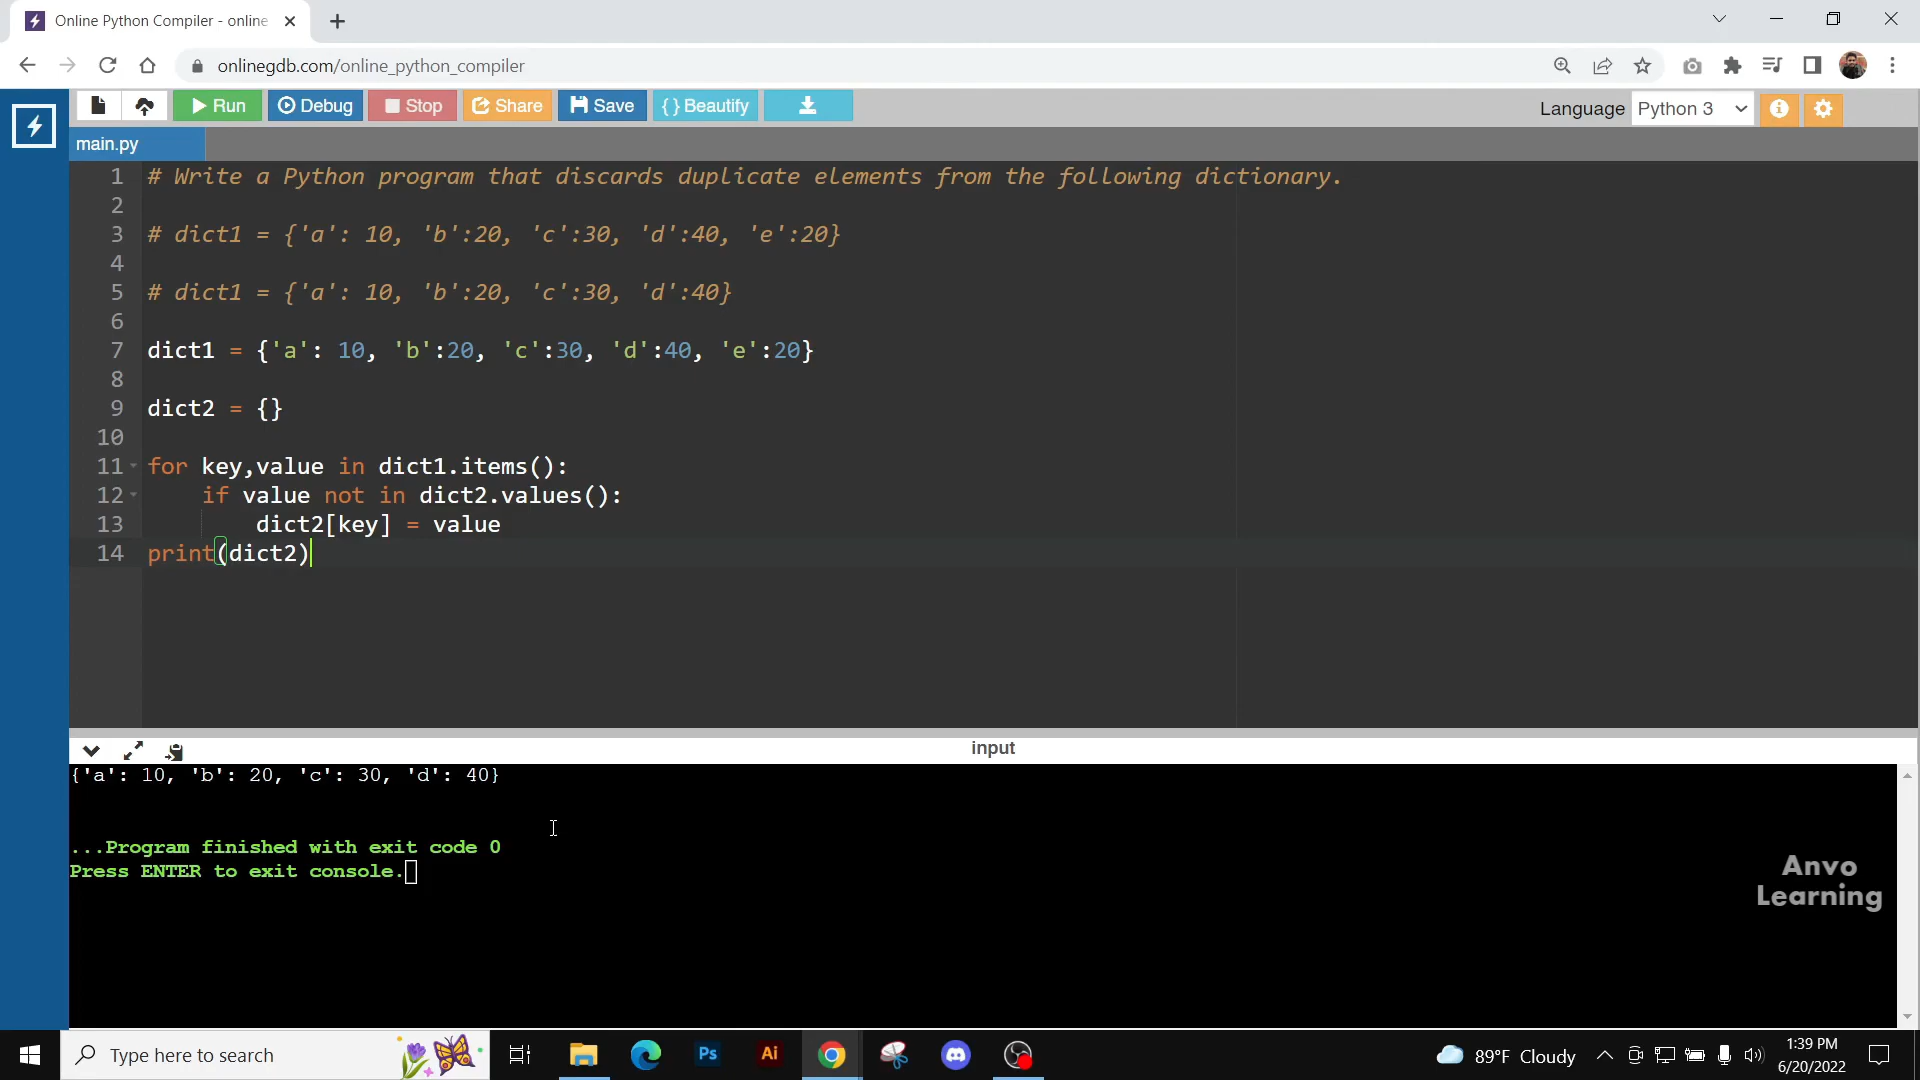 Online Python Compiler - online
onlinegdb.com/online_python_compiler
Run Debug Stop Share Save { } Beautify
Language Python 3
main.py
1 # Write a Python program that discards duplicate elements from the following dictionary.
2
3 # dict1 = {'a': 10, 'b':20, 'c':30, 'd':40, 'e':20}
4
5 # dict1 = {'a': 10, 'b':20, 'c':30, 'd':40}
6
7 dict1 = {'a': 10, 'b':20, 'c':30, 'd':40, 'e':20}
8
9 dict2 = {}
10
11 for key,value in dict1.items():
12     if value not in dict2.values():
13         dict2[key] = value
14 print(dict2)
input
{'a': 10, 'b': 20, 'c': 30, 'd': 40}
...Program finished with exit code 0
Press ENTER to exit console.
Anvo
Learning
Type here to search
Ps
Ai
89°F Cloudy
1:39 PM
6/20/2022